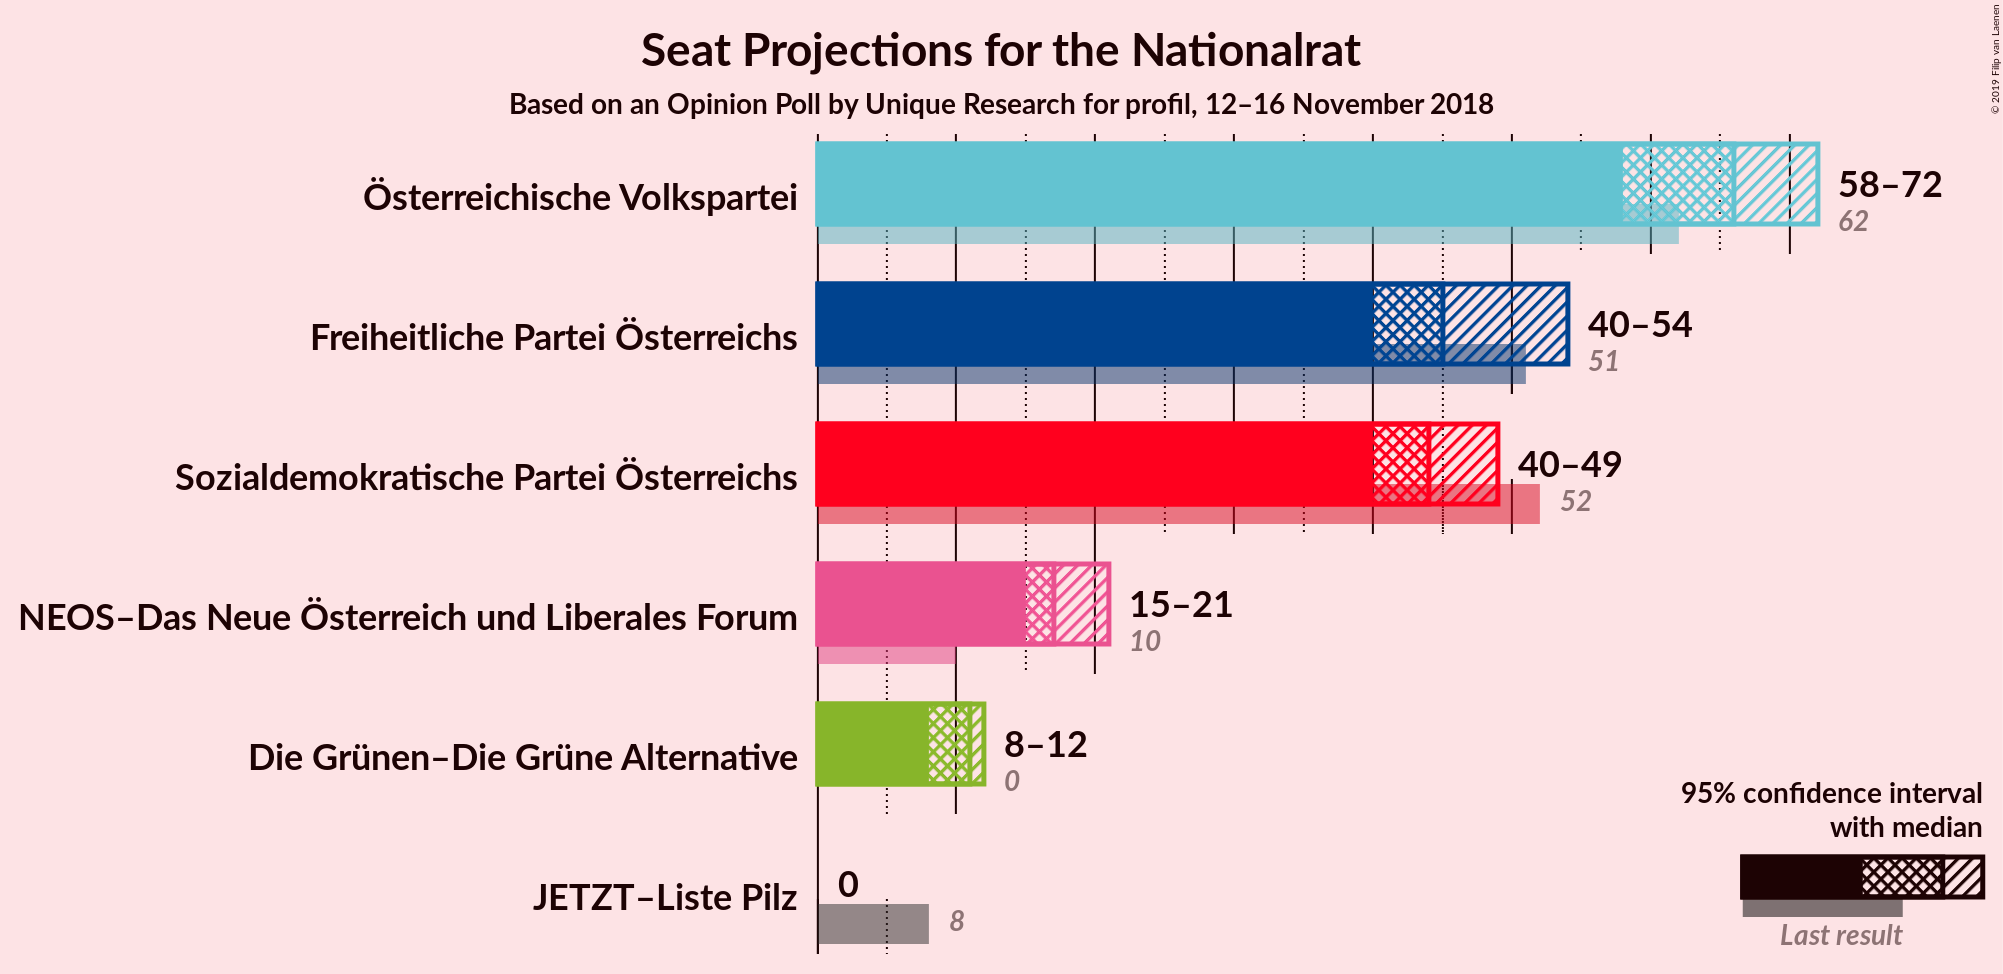 Seat Projections for the Nationalrat
Based on an Opinion Poll by Unique Research for profil, 12–16 November 2018
© 2019 Filip van Laenen
Österreichische Volkspartei
58–72
62
Freiheitliche Partei Österreichs
40–54
51
Sozialdemokratische Partei Österreichs
40–49
52
NEOS–Das Neue Österreich und Liberales Forum
15–21
10
Die Grünen–Die Grüne Alternative
8–12
0
JETZT–Liste Pilz
0
8
95% confidence interval
with median
Last result